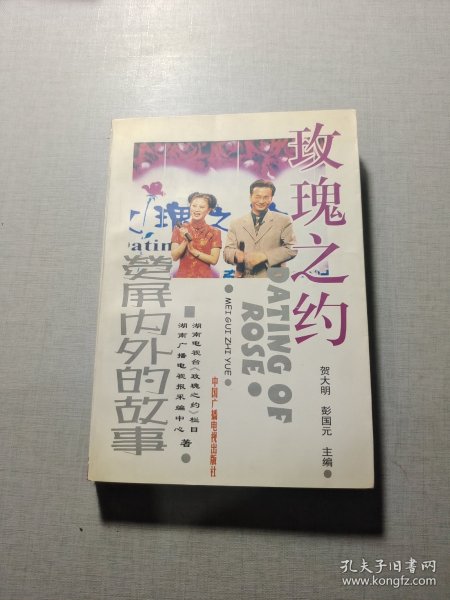 玫瑰之约
DATING OF
ROSE
MEI GUI ZHI YUE
瑰之
atin
荧屏内外的故事
贺大明 彭国元 主编
湖南电视台《玫瑰之约》栏目
湖南广播电视报采编中心 著
中国广播电视出版社
孔夫子旧书网
www.kongfz.com